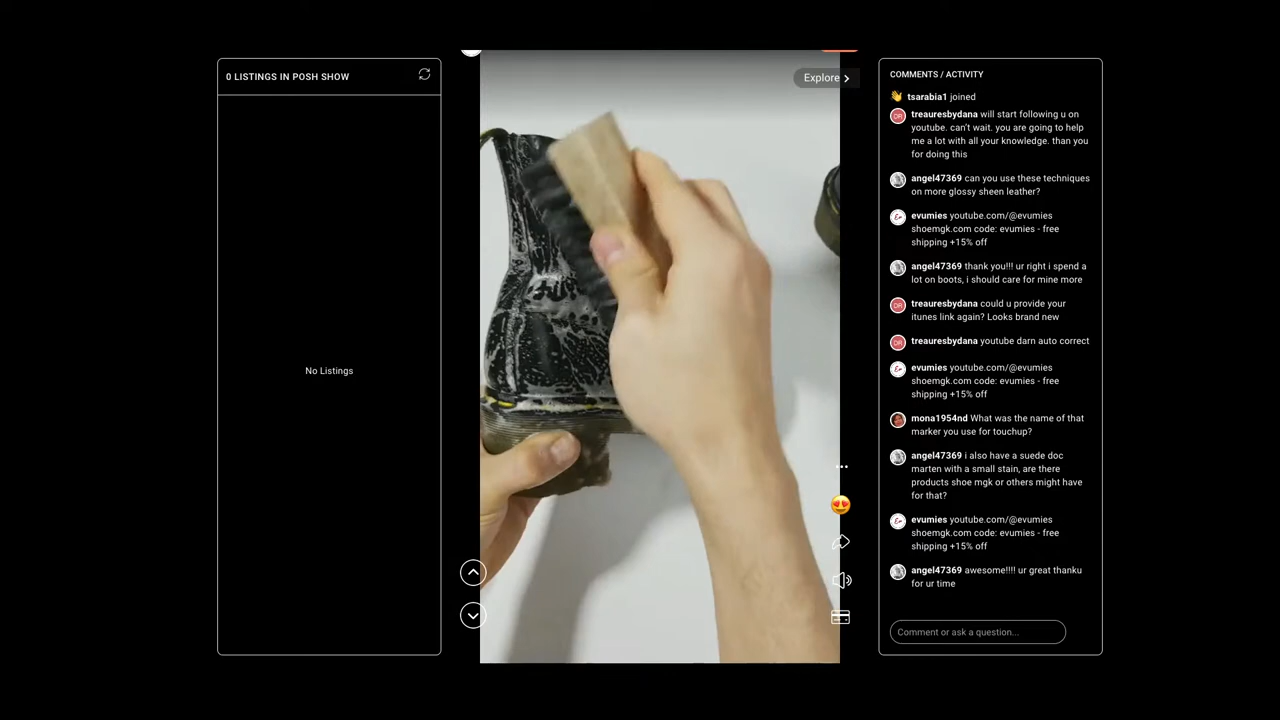 0 LISTINGS IN POSH SHOW
No Listings
Explore
COMMENTS / ACTIVITY
👋 tsarabia1 joined
DR treauresbydana will start following u on
youtube. can't wait. you are going to help
me a lot with all your knowledge. than you
for doing this
angel47369 can you use these techniques
on more glossy sheen leather?
evumies youtube.com/@evumies
shoemgk.com code: evumies - free
shipping +15% off
angel47369 thank you!!! ur right i spend a
lot on boots, i should care for mine more
DR treauresbydana could u provide your
itunes link again? Looks brand new
DR treauresbydana youtube darn auto correct
evumies youtube.com/@evumies
shoemgk.com code: evumies - free
shipping +15% off
mona1954nd What was the name of that
marker you use for touchup?
angel47369 i also have a suede doc
marten with a small stain, are there
products shoe mgk or others might have
for that?
evumies youtube.com/@evumies
shoemgk.com code: evumies - free
shipping +15% off
angel47369 awesome!!!! ur great thanku
for ur time
Comment or ask a question...